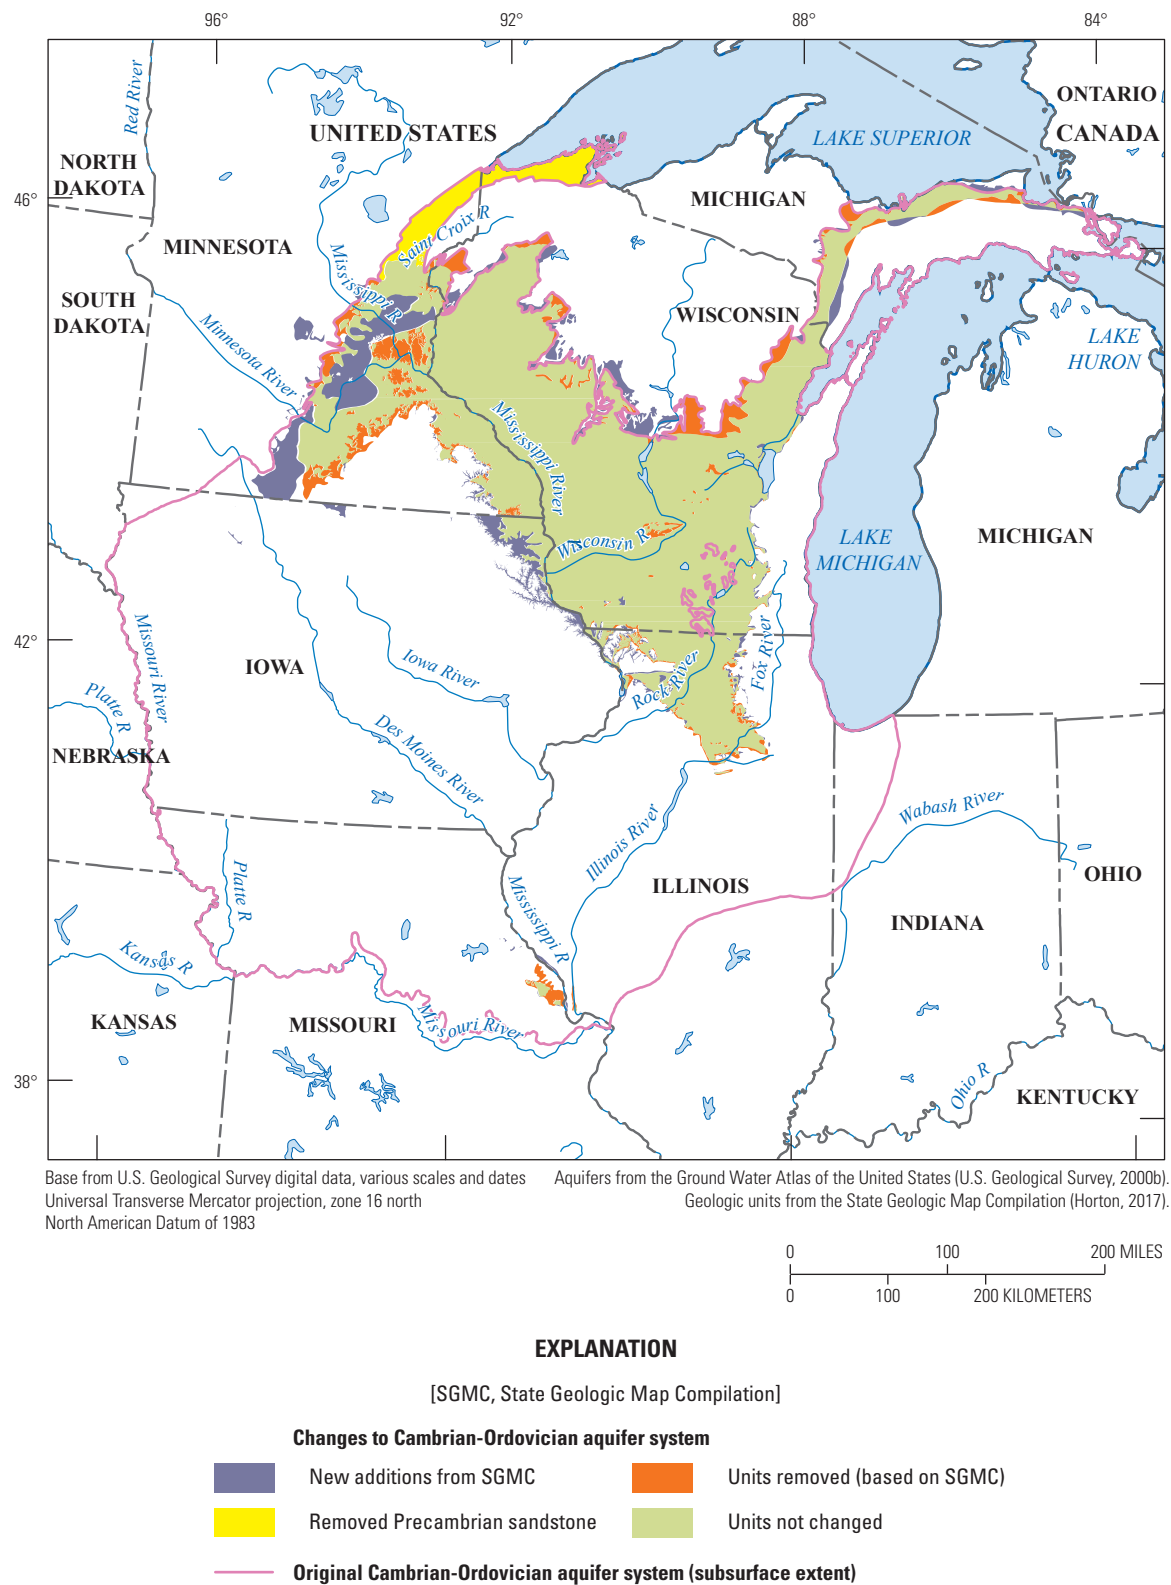 96°
92°
88°
84°
Red River
ONTARIO
CANADA
UNITED STATES
LAKE SUPERIOR
NORTH
DAKOTA
46°
MICHIGAN
Saint Croix R
MINNESOTA
Mississippi R
SOUTH
DAKOTA
WISCONSIN
Minnesota River
LAKE
HURON
Mississippi River
Wisconsin R
LAKE
MICHIGAN
MICHIGAN
42°
Missouri River
IOWA
Iowa River
Rock River
Fox River
Platte R
Des Moines River
NEBRASKA
Wabash River
Illinois River
Platte R
ILLINOIS
OHIO
Mississippi R
INDIANA
Kansas R
KANSAS
MISSOURI
Missouri River
38°
Ohio R
KENTUCKY
Base from U.S. Geological Survey digital data, various scales and dates
Universal Transverse Mercator projection, zone 16 north
North American Datum of 1983
Aquifers from the Ground Water Atlas of the United States (U.S. Geological Survey, 2000b).
Geologic units from the State Geologic Map Compilation (Horton, 2017).
0 100 200 MILES
0 100 200 KILOMETERS
EXPLANATION
[SGMC, State Geologic Map Compilation]
Changes to Cambrian-Ordovician aquifer system
New additions from SGMC
Units removed (based on SGMC)
Removed Precambrian sandstone
Units not changed
Original Cambrian-Ordovician aquifer system (subsurface extent)